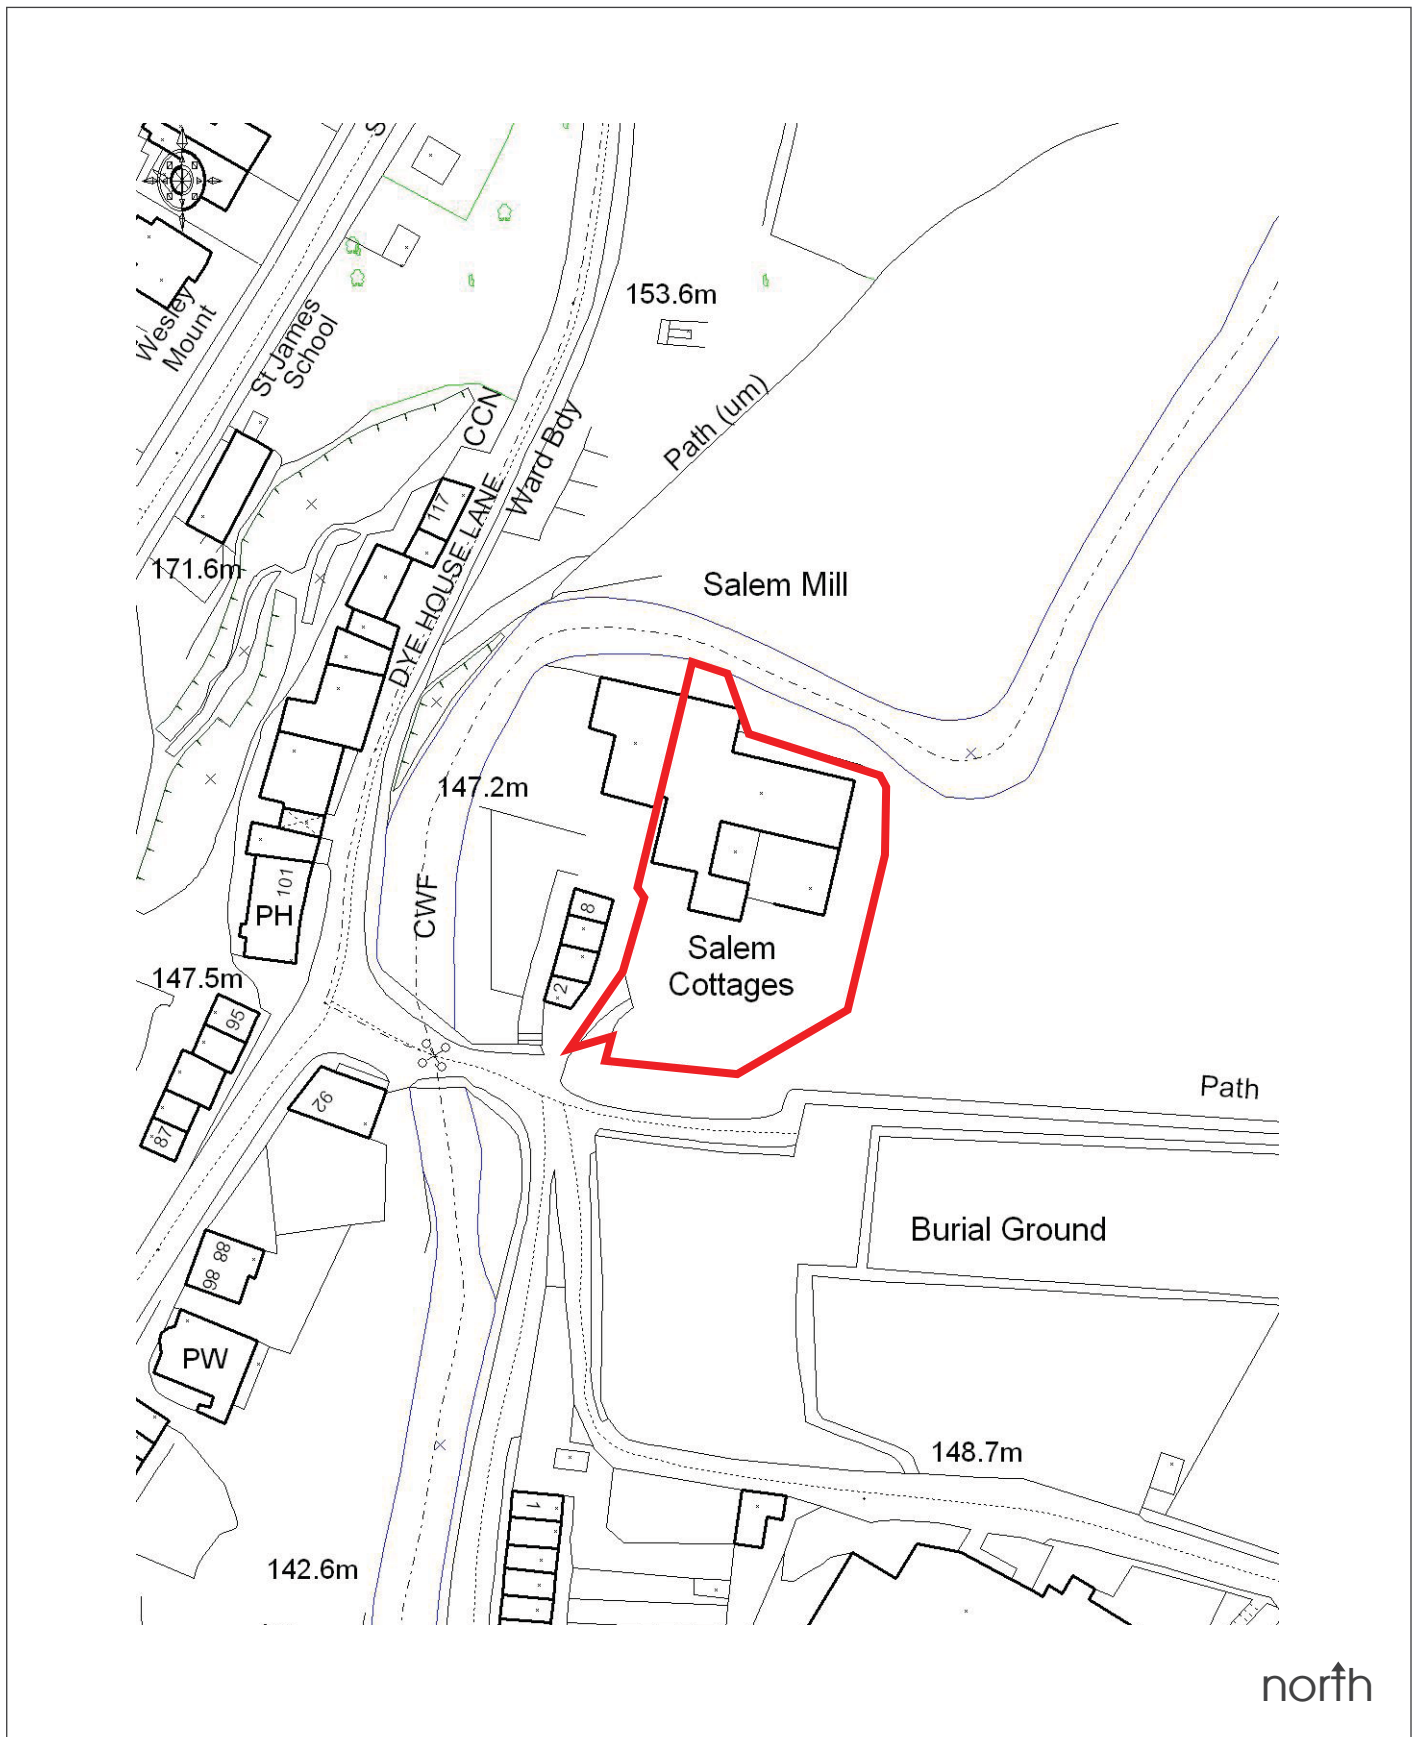 S
153.6m
Wesley
Mount
St James
School
CCN
Path (um)
Ward Bdy
117
DYE HOUSE LANE
171.6m
Salem Mill
147.2m
CWF
101
PH
8
2
Salem
Cottages
147.5m
95
87
92
Path
88
86
Burial Ground
PW
148.7m
1
142.6m
north